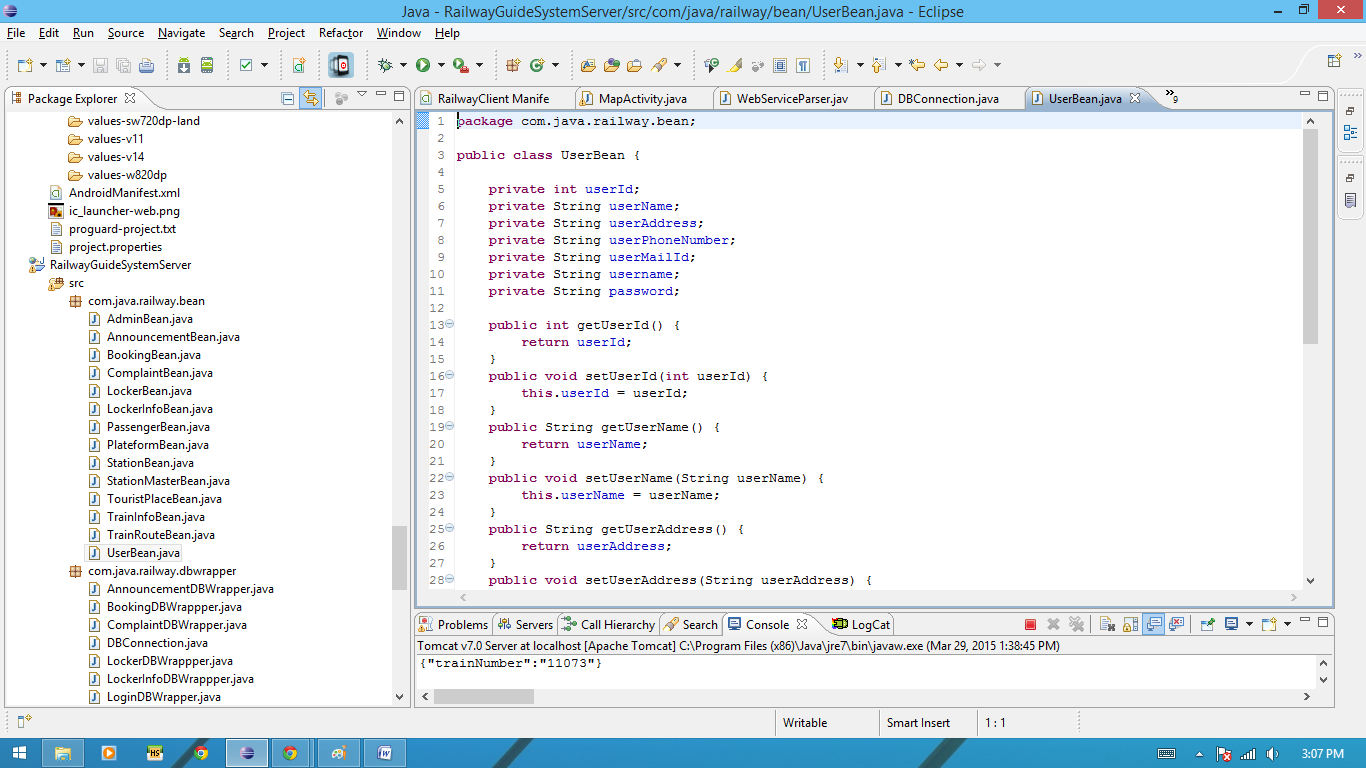 Java - RailwayGuideSystemServer/src/com/java/railway/bean/UserBean.java - Eclipse
File Edit Run Source Navigate Search Project Refactor Window Help
Package Explorer
values-sw720dp-land
values-v11
values-v14
values-w820dp
AndroidManifest.xml
ic_launcher-web.png
proguard-project.txt
project.properties
RailwayGuideSystemServer
src
com.java.railway.bean
AdminBean.java
AnnouncementBean.java
BookingBean.java
ComplaintBean.java
LockerBean.java
LockerInfoBean.java
PassengerBean.java
PlateformBean.java
StationBean.java
StationMasterBean.java
TouristPlaceBean.java
TrainInfoBean.java
TrainRouteBean.java
UserBean.java
com.java.railway.dbwrapper
AnnouncementDBWrapper.java
BookingDBWrappper.java
ComplaintDBWrapper.java
DBConnection.java
LockerDBWrappper.java
LockerInfoDBWrappper.java
LoginDBWrapper.java
RailwayClient Manife MapActivity.java WebServiceParser.jav DBConnection.java UserBean.java »9
1 package com.java.railway.bean;
2
3 public class UserBean {
4
5 private int userId;
6 private String userName;
7 private String userAddress;
8 private String userPhoneNumber;
9 private String userMailId;
10 private String username;
11 private String password;
12
13 public int getUserId() {
14 return userId;
15 }
16 public void setUserId(int userId) {
17 this.userId = userId;
18 }
19 public String getUserName() {
20 return userName;
21 }
22 public void setUserName(String userName) {
23 this.userName = userName;
24 }
25 public String getUserAddress() {
26 return userAddress;
27 }
28 public void setUserAddress(String userAddress) {
Problems Servers Call Hierarchy Search Console LogCat
Tomcat v7.0 Server at localhost [Apache Tomcat] C:\Program Files (x86)\Java\jre7\bin\javaw.exe (Mar 29, 2015 1:38:45 PM)
{"trainNumber":"11073"}
Writable Smart Insert 1 : 1
3:07 PM